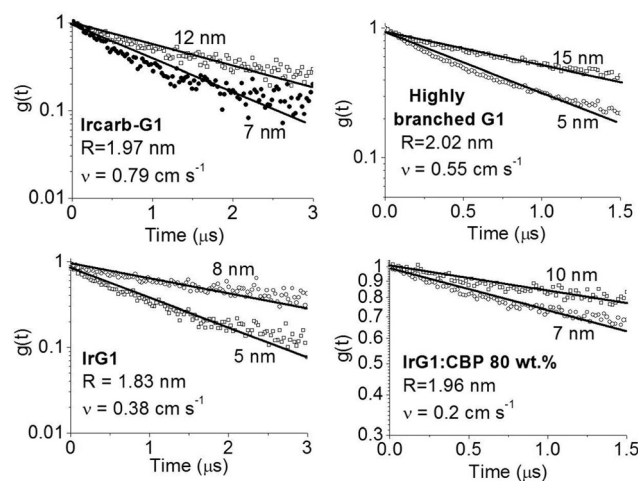 1
0.1
0.01
g(t)
12 nm
7 nm
Ircarb-G1
R=1.97 nm
ν = 0.79 cm s⁻¹
0 1 2 3
Time (μs)
1
0.1
g(t)
15 nm
5 nm
Highly
branched G1
R=2.02 nm
ν = 0.55 cm s⁻¹
0.0 0.5 1.0 1.5
Time (μs)
1
0.1
0.01
g(t)
8 nm
5 nm
IrG1
R = 1.83 nm
ν = 0.38 cm s⁻¹
0 1 2 3
Time (μs)
0.9
0.8
0.7
0.6
0.5
0.4
0.3
g(t)
10 nm
7 nm
IrG1:CBP 80 wt.%
R=1.96 nm
ν = 0.2 cm s⁻¹
0.0 0.5 1.0 1.5
Time (μs)